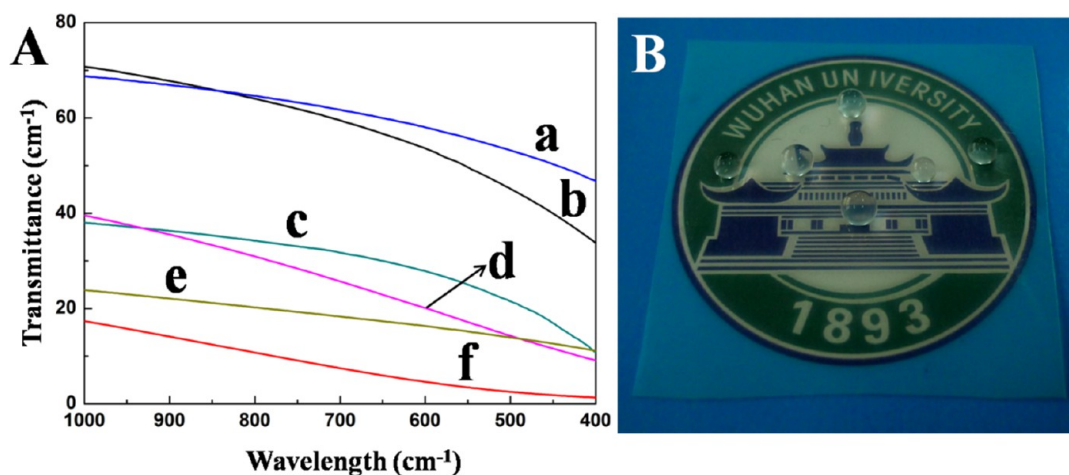 A
80
60
40
20
0
1000 900 800 700 600 500 400
Transmittance (cm⁻¹)
Wavelength (cm⁻¹)
a
b
c
d
e
f
B
WUHAN UN IVERSITY
1893